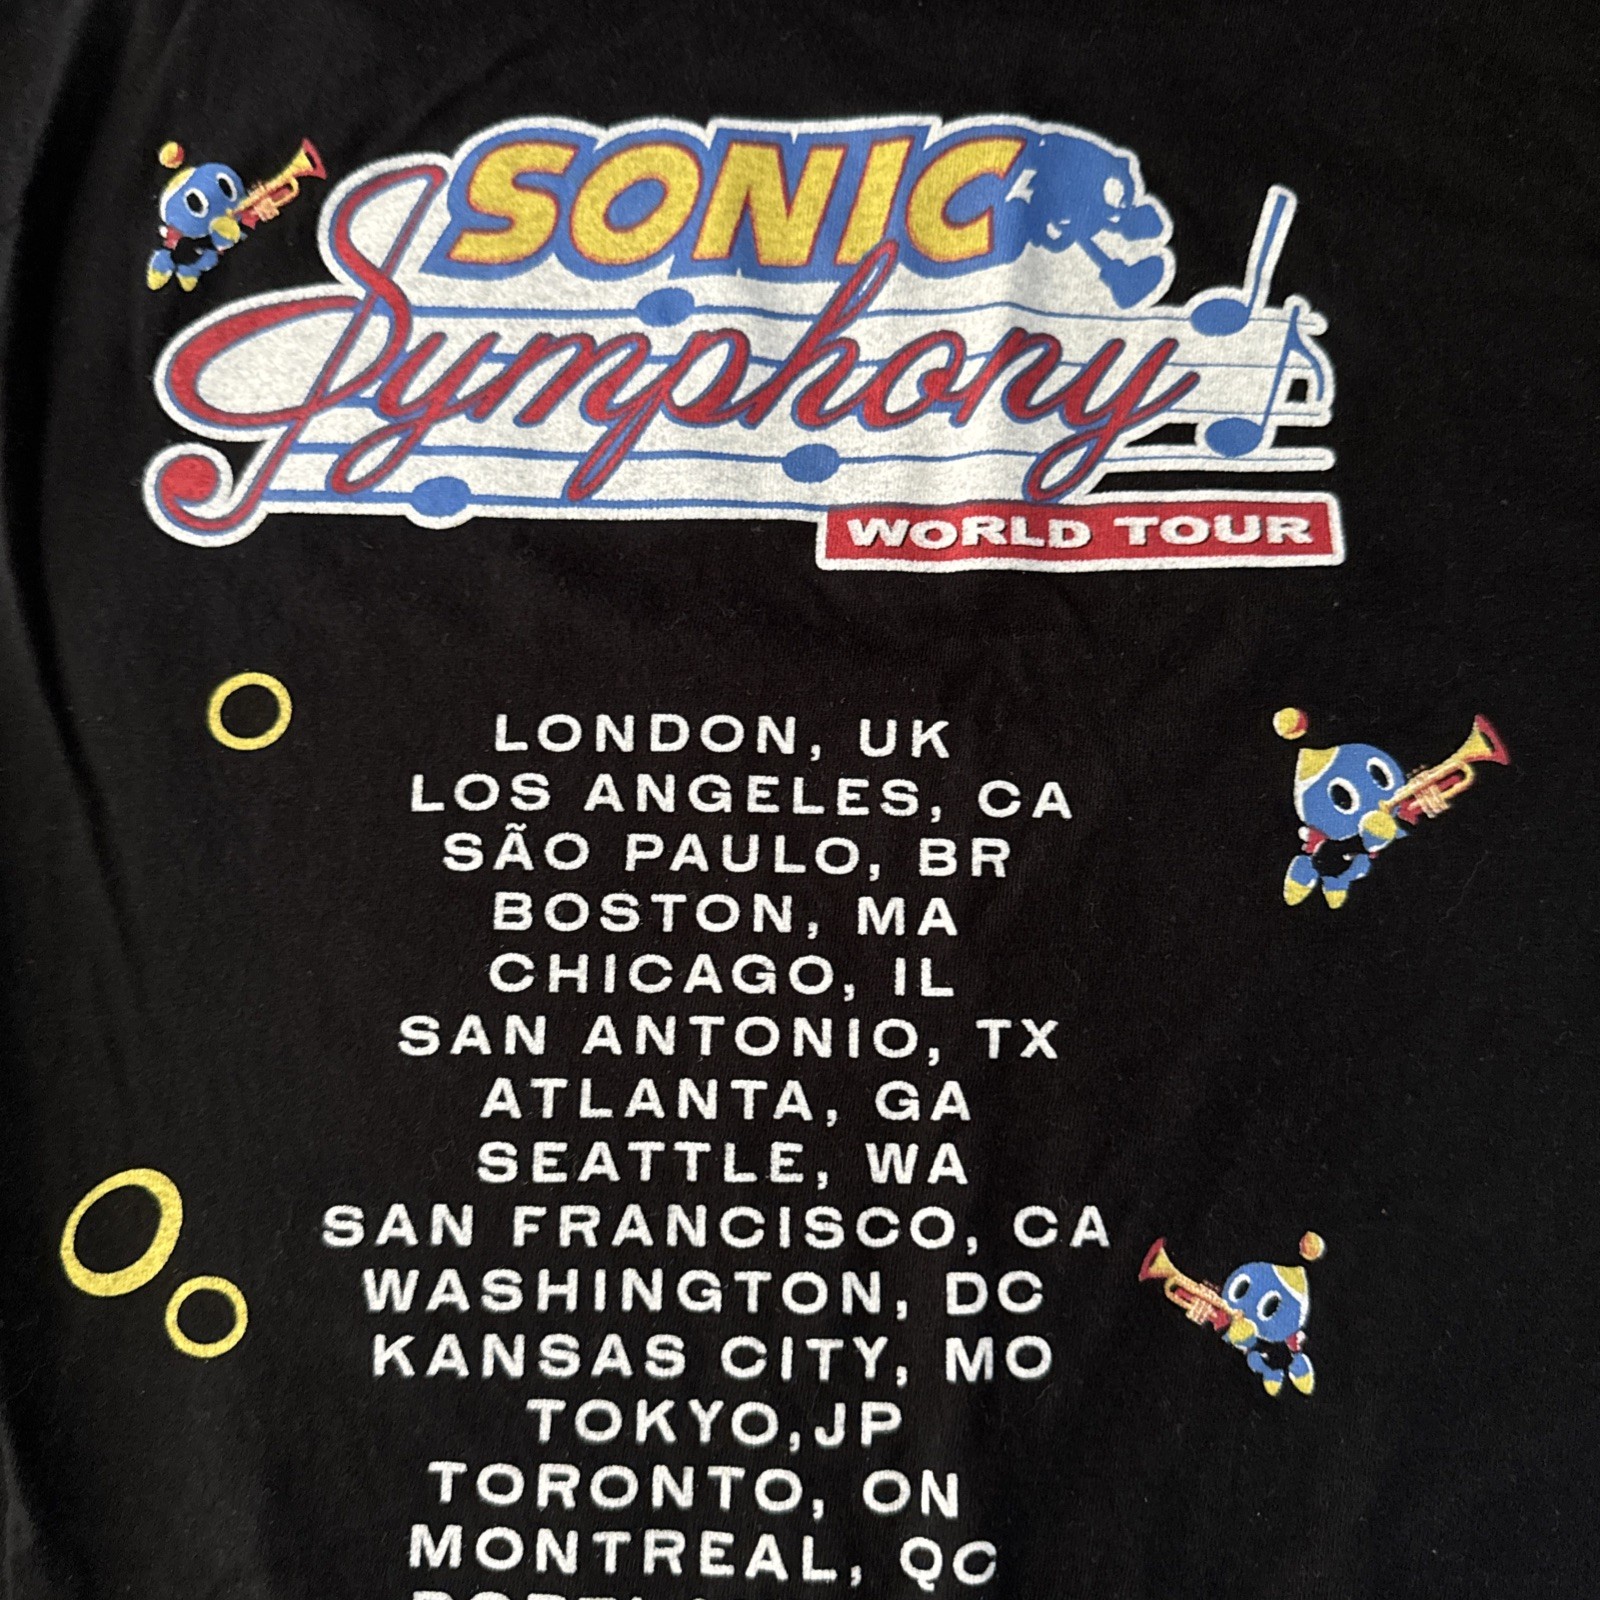 SONIC
Symphony
WORLD TOUR
LONDON, UK
LOS ANGELES, CA
SÃO PAULO, BR
BOSTON, MA
CHICAGO, IL
SAN ANTONIO, TX
ATLANTA, GA
SEATTLE, WA
SAN FRANCISCO, CA
WASHINGTON, DC
KANSAS CITY, MO
TOKYO,JP
TORONTO, ON
MONTREAL, QC